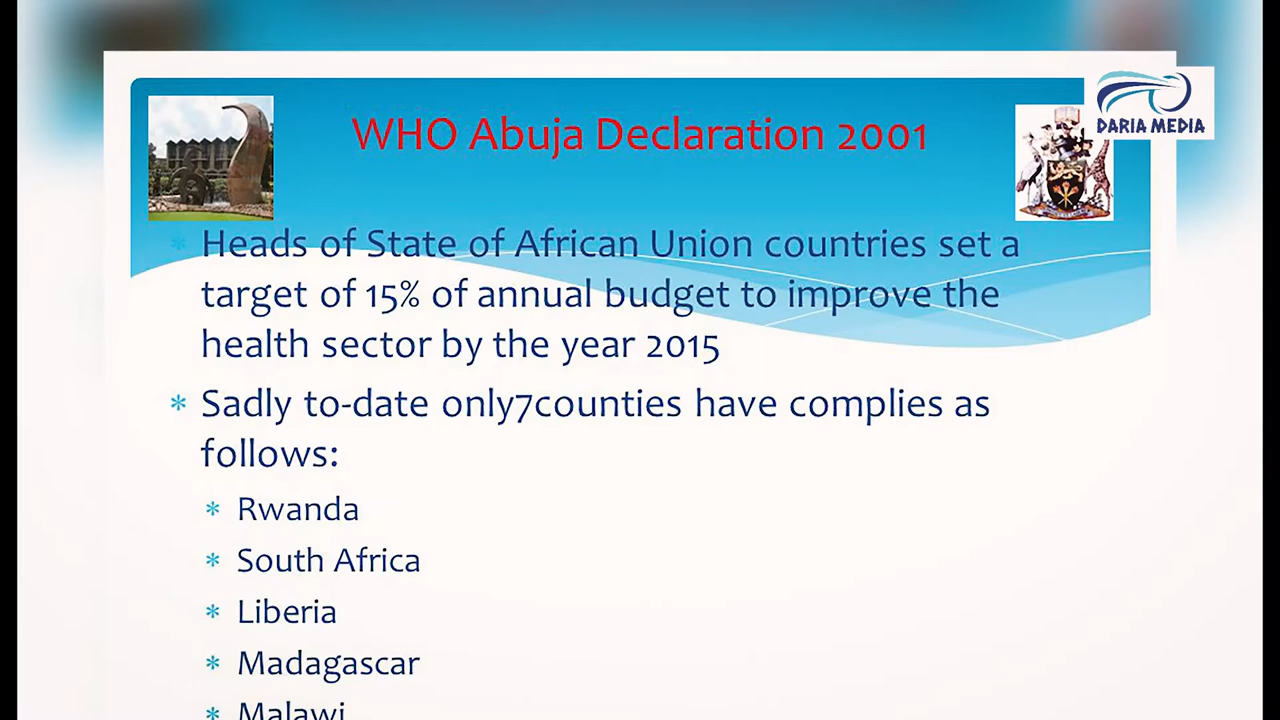 DARIA MEDIA
WHO Abuja Declaration 2001
* Heads of State of African Union countries set a
target of 15% of annual budget to improve the
health sector by the year 2015
* Sadly to-date only7counties have complies as
follows:
* Rwanda
* South Africa
* Liberia
* Madagascar
* Malawi